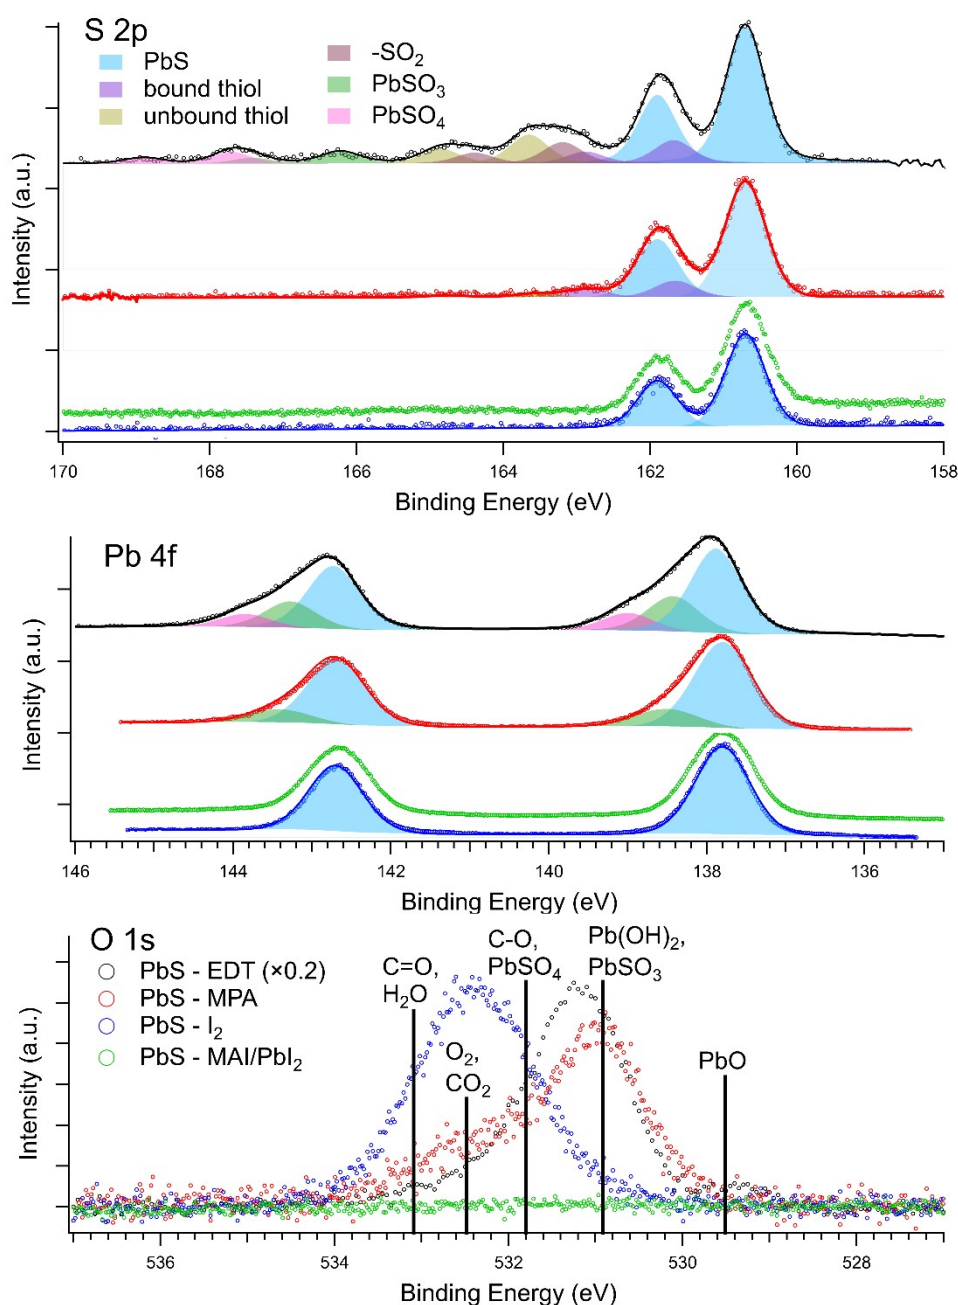 S 2p
PbS
bound thiol
unbound thiol
-SO₂
PbSO₃
PbSO₄
Intensity (a.u.)
170 168 166 164 162 160 158
Binding Energy (eV)
Pb 4f
Intensity (a.u.)
146 144 142 140 138 136
Binding Energy (eV)
O 1s
PbS - EDT (×0.2)
PbS - MPA
PbS - I₂
PbS - MAI/PbI₂
C=O,
H₂O
O₂,
CO₂
C-O,
PbSO₄
Pb(OH)₂,
PbSO₃
PbO
Intensity (a.u.)
536 534 532 530 528
Binding Energy (eV)